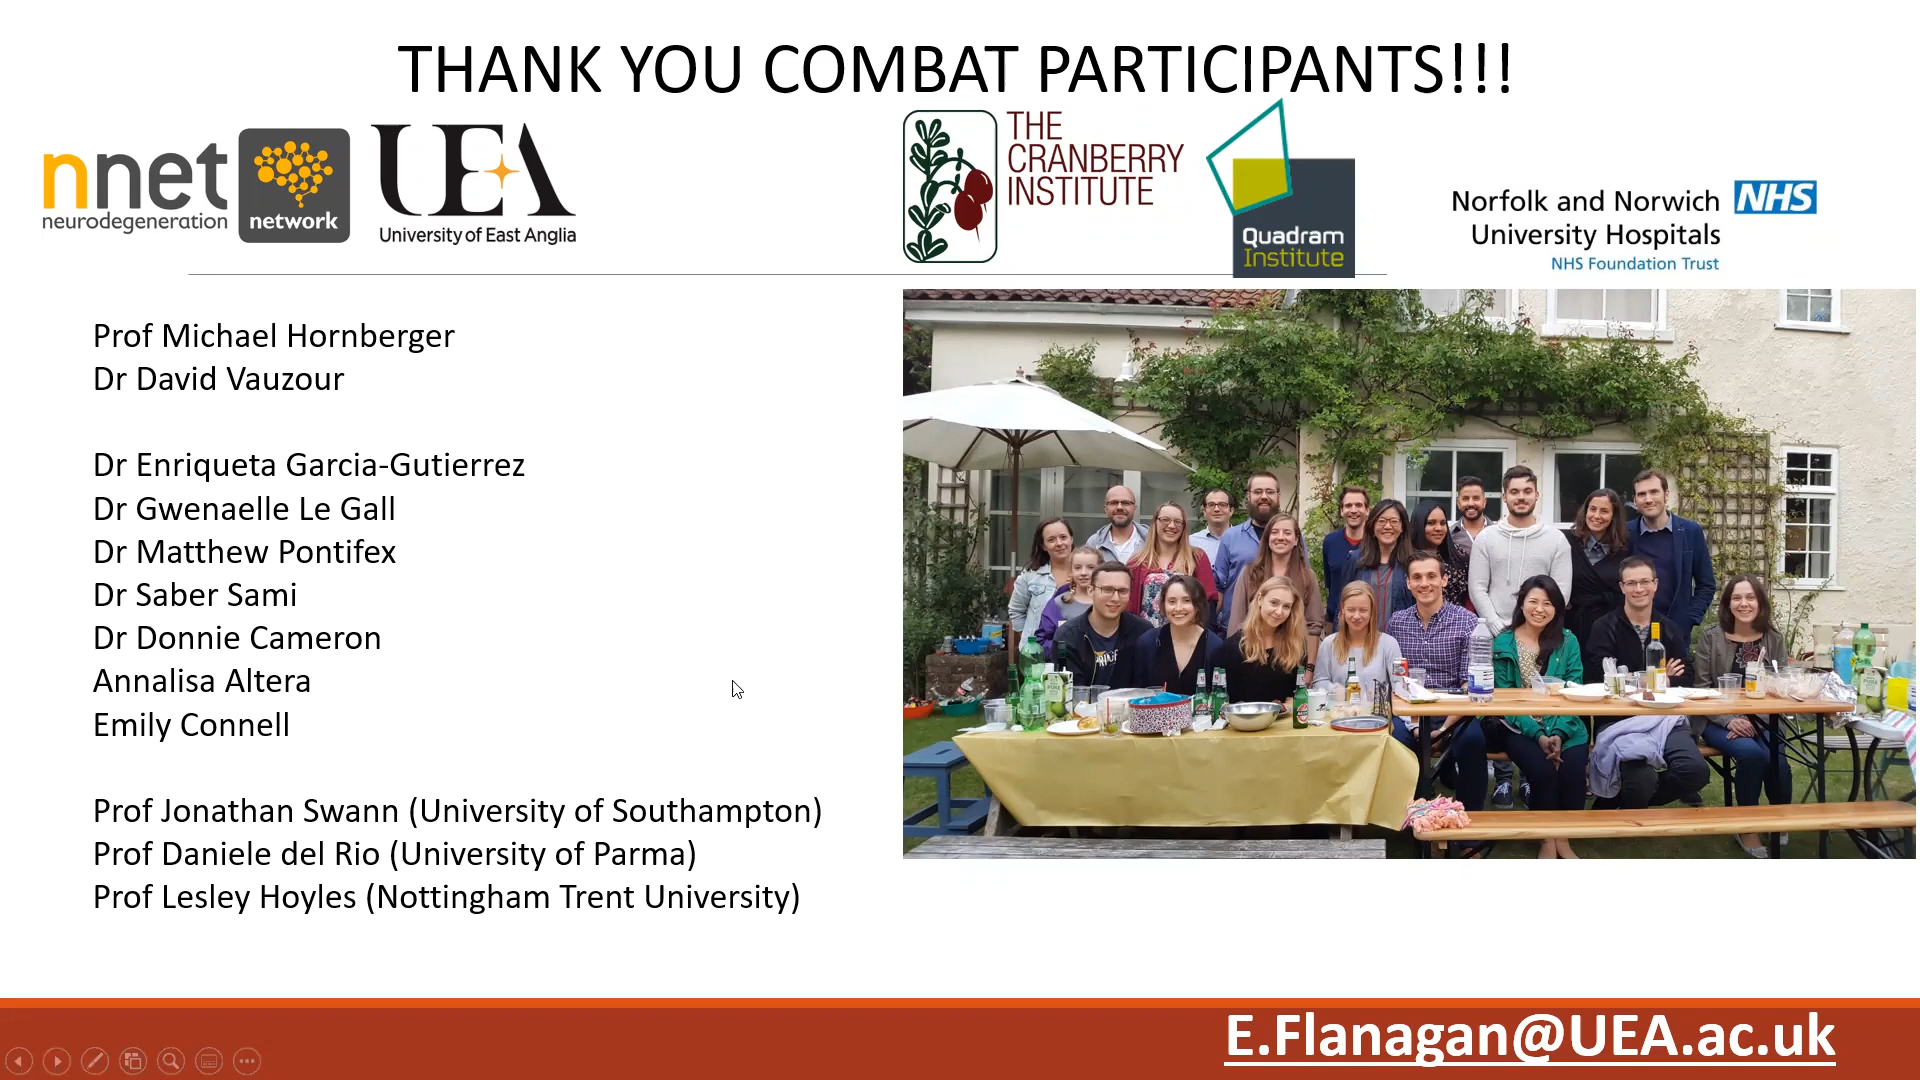 THANK YOU COMBAT PARTICIPANTS!!!
nnet
neurodegeneration
network
UEA
University of East Anglia
THE
CRANBERRY
INSTITUTE
Quadram
Institute
Norfolk and Norwich NHS
University Hospitals
NHS Foundation Trust
Prof Michael Hornberger
Dr David Vauzour
Dr Enriqueta Garcia-Gutierrez
Dr Gwenaelle Le Gall
Dr Matthew Pontifex
Dr Saber Sami
Dr Donnie Cameron
Annalisa Altera
Emily Connell
Prof Jonathan Swann (University of Southampton)
Prof Daniele del Rio (University of Parma)
Prof Lesley Hoyles (Nottingham Trent University)
E.Flanagan@UEA.ac.uk